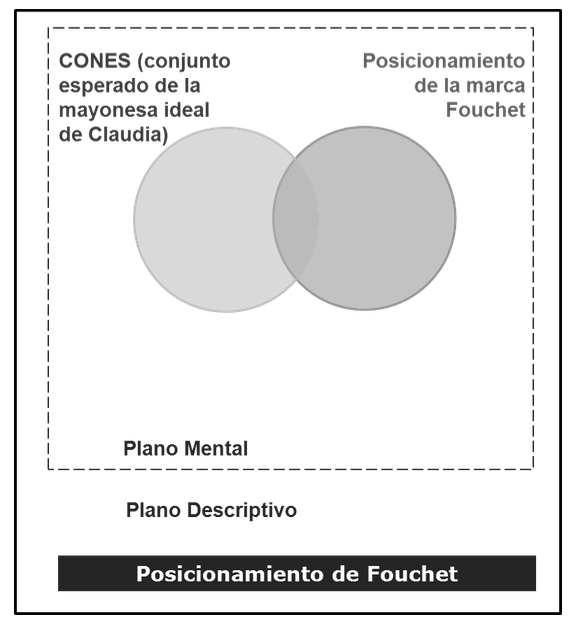 CONES (conjunto
esperado de la
mayonesa ideal
de Claudia)
Posicionamiento
de la marca
Fouchet
Plano Mental
Plano Descriptivo
Posicionamiento de Fouchet